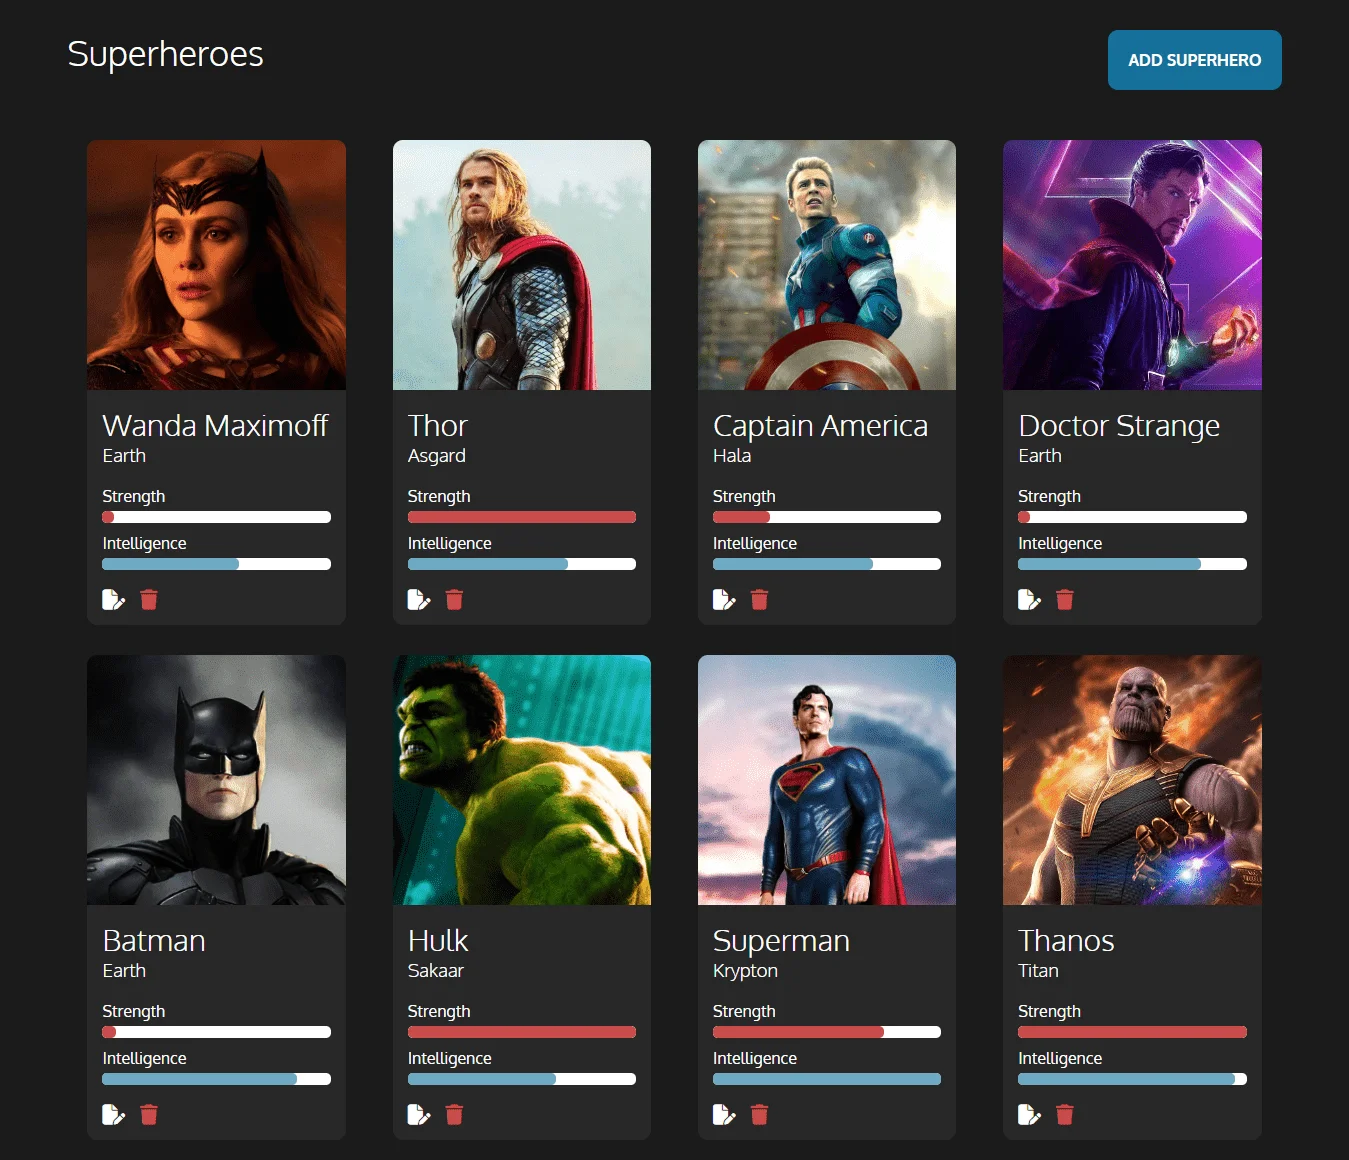 Superheroes
ADD SUPERHERO
Wanda Maximoff
Earth
Strength
Intelligence
Thor
Asgard
Strength
Intelligence
Captain America
Hala
Strength
Intelligence
Doctor Strange
Earth
Strength
Intelligence
Batman
Earth
Strength
Intelligence
Hulk
Sakaar
Strength
Intelligence
Superman
Krypton
Strength
Intelligence
Thanos
Titan
Strength
Intelligence